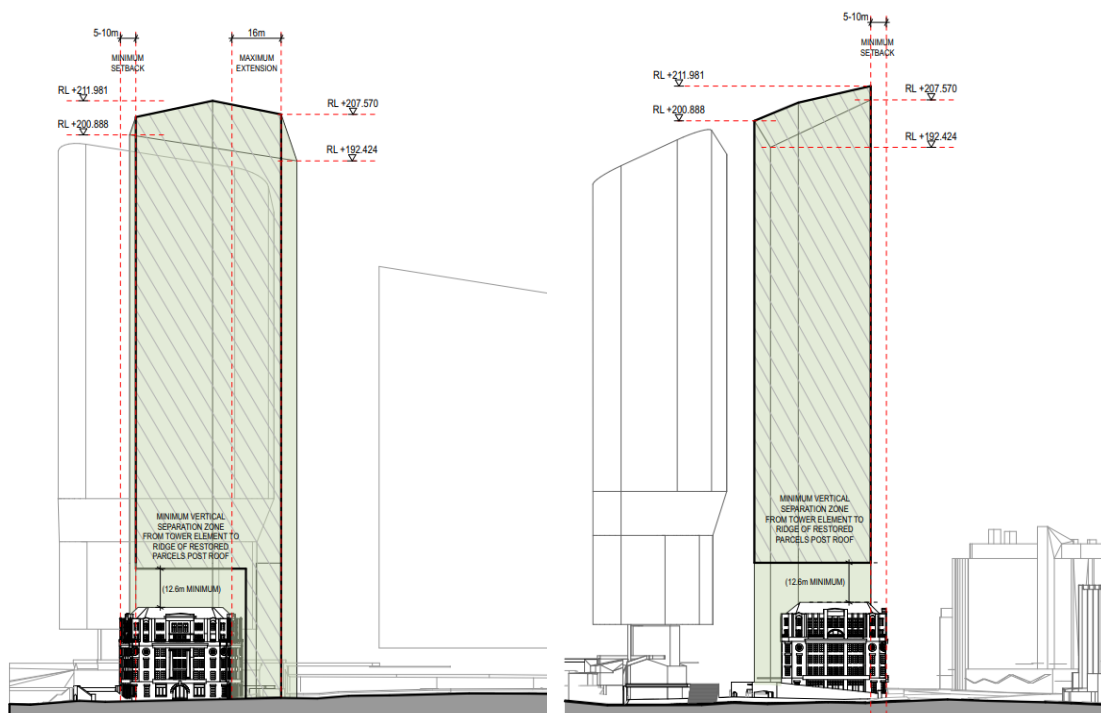 5-10m
16m
MINIMUM
SETBACK
MAXIMUM
EXTENSION
RL +211.981
RL +207.570
RL +200.888
RL +192.424
MINIMUM VERTICAL
SEPARATION ZONE
FROM TOWER ELEMENT TO
RIDGE OF RESTORED
PARCELS POST ROOF
(12.6m MINIMUM)
5-10m
MINIMUM
SETBACK
RL +211.981
RL +207.570
RL +200.888
RL +192.424
MINIMUM VERTICAL
SEPARATION ZONE
FROM TOWER ELEMENT TO
RIDGE OF RESTORED
PARCELS POST ROOF
(12.6m MINIMUM)